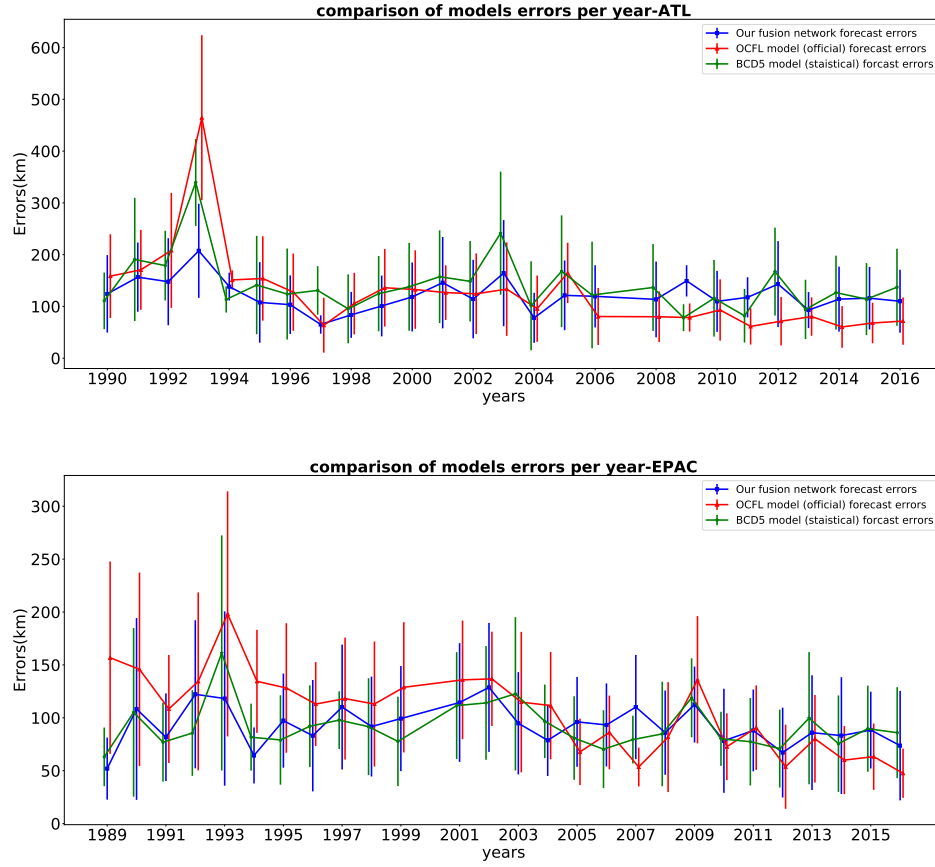 comparison of models errors per year-ATL
Our fusion network forecast errors
OCFL model (official) forecast errors
BCD5 model (staistical) forcast errors
600
500
400
300
200
100
0
Errors(km)
1990 1992 1994 1996 1998 2000 2002 2004 2006 2008 2010 2012 2014 2016
years
comparison of models errors per year-EPAC
Our fusion network forecast errors
OCFL model (official) forecast errors
BCD5 model (staistical) forcast errors
300
250
200
150
100
50
0
Errors(km)
1989 1991 1993 1995 1997 1999 2001 2003 2005 2007 2009 2011 2013 2015
years